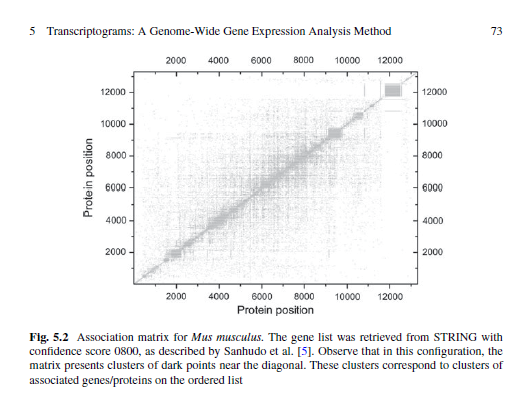 5 Transcriptograms: A Genome-Wide Gene Expression Analysis Method 73
2000 4000 6000 8000 10000 12000
12000 12000
10000 10000
8000 8000
6000 6000
4000 4000
2000 2000
Protein position
2000 4000 6000 8000 10000 12000
Protein position
Fig. 5.2 Association matrix for Mus musculus. The gene list was retrieved from STRING with
confidence score 0800, as described by Sanhudo et al. [5]. Observe that in this configuration, the
matrix presents clusters of dark points near the diagonal. These clusters correspond to clusters of
associated genes/proteins on the ordered list